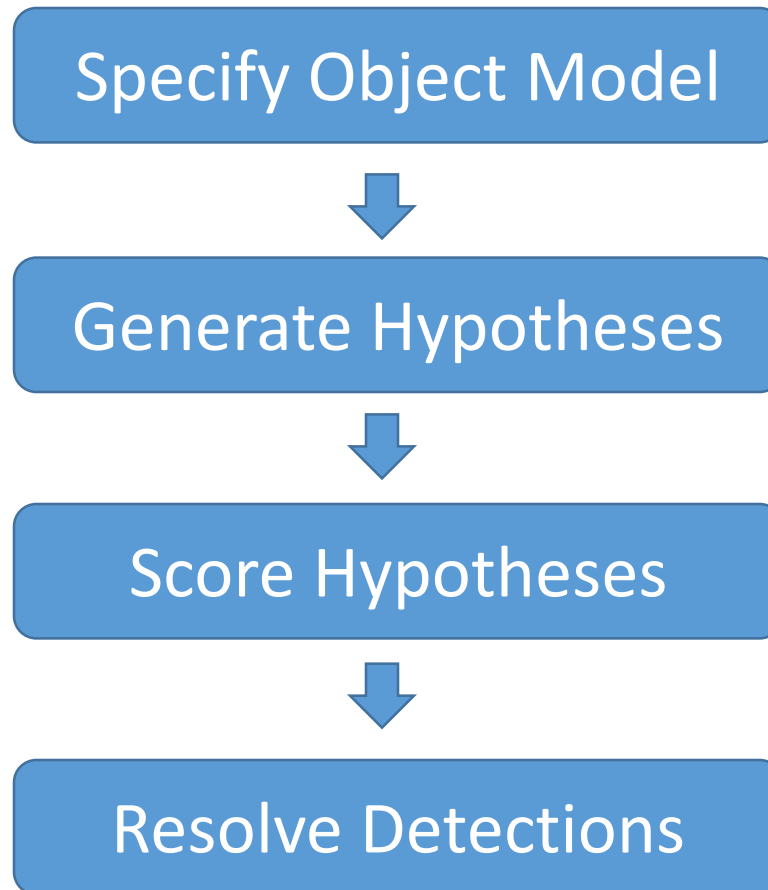 Specify Object Model
Generate Hypotheses
Score Hypotheses
Resolve Detections